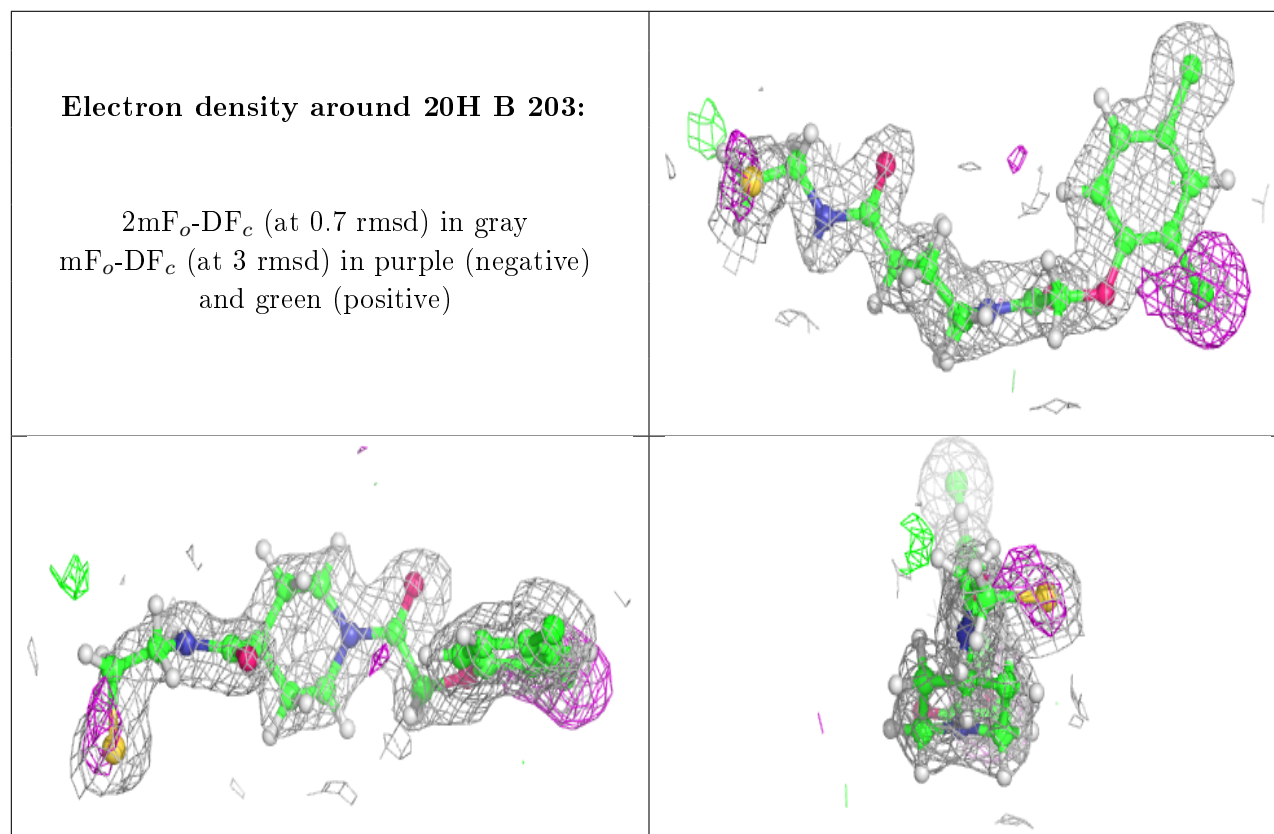 Electron density around 20H B 203:
2mFₒ-DF𝒸 (at 0.7 rmsd) in gray
mFₒ-DF𝒸 (at 3 rmsd) in purple (negative)
and green (positive)